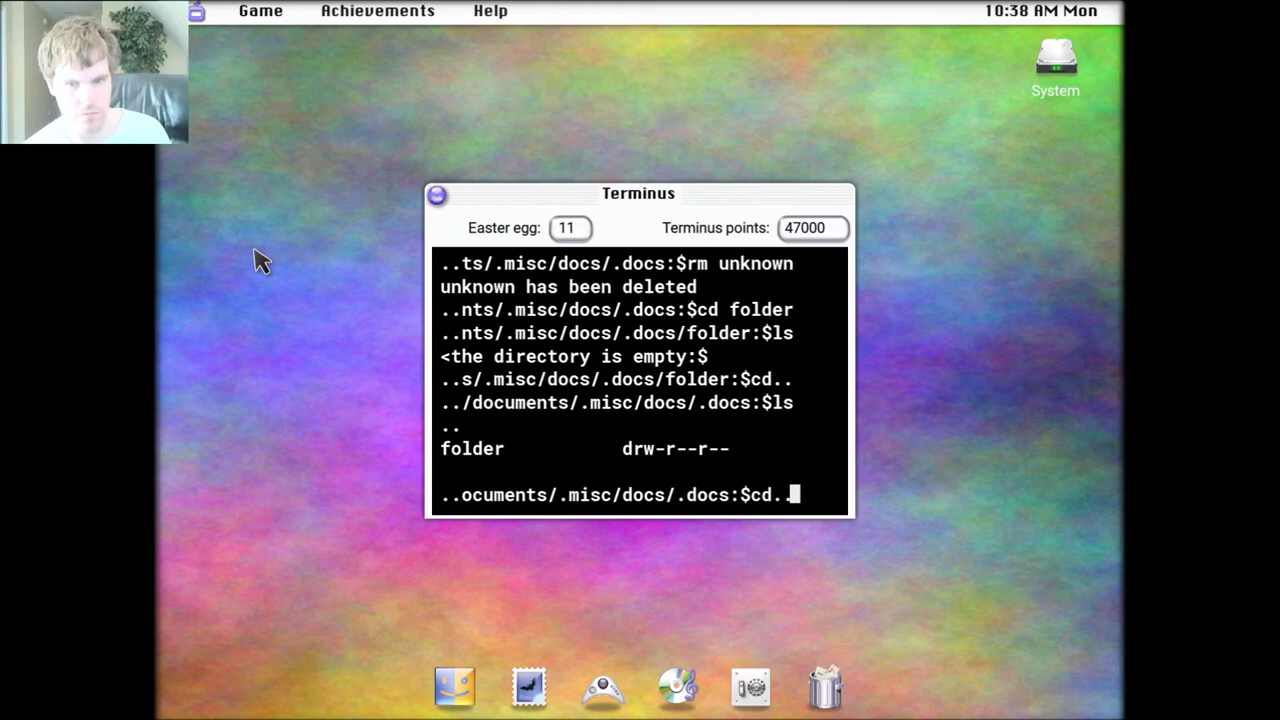 Game Achievements Help 10:38 AM Mon
System
Terminus
Easter egg: 11 Terminus points: 47000
..ts/.misc/docs/.docs:$rm unknown
unknown has been deleted
..nts/.misc/docs/.docs:$cd folder
..nts/.misc/docs/.docs/folder:$ls
<the directory is empty:$
..s/.misc/docs/.docs/folder:$cd..
../documents/.misc/docs/.docs:$ls
..
folder drw-r--r--
..ocuments/.misc/docs/.docs:$cd..